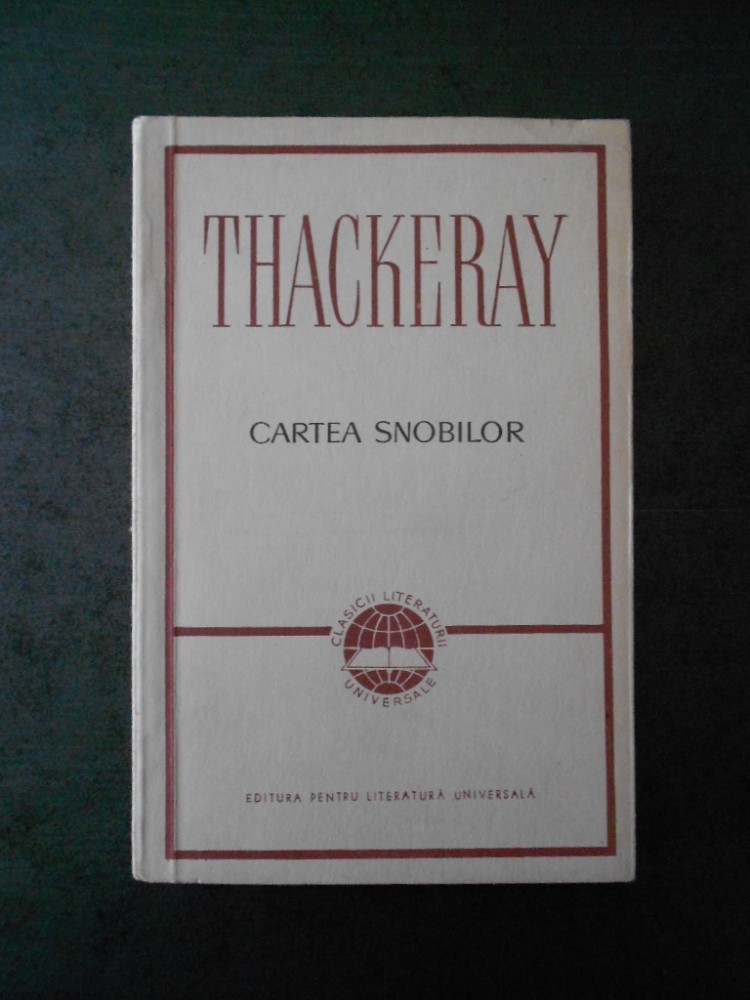 THACKERAY
CARTEA SNOBILOR
CLASICII LITERATURII
UNIVERSALE
EDITURA PENTRU LITERATURĂ UNIVERSALĂ